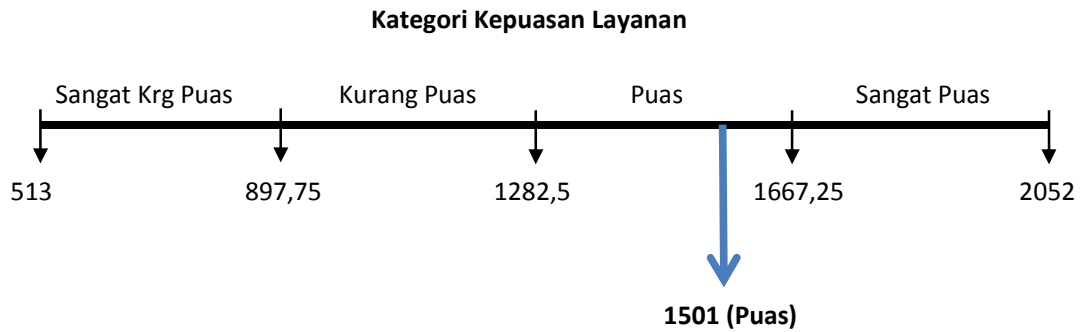 Kategori Kepuasan Layanan
Sangat Krg Puas Kurang Puas Puas Sangat Puas
513 897,75 1282,5 1667,25 2052
1501 (Puas)